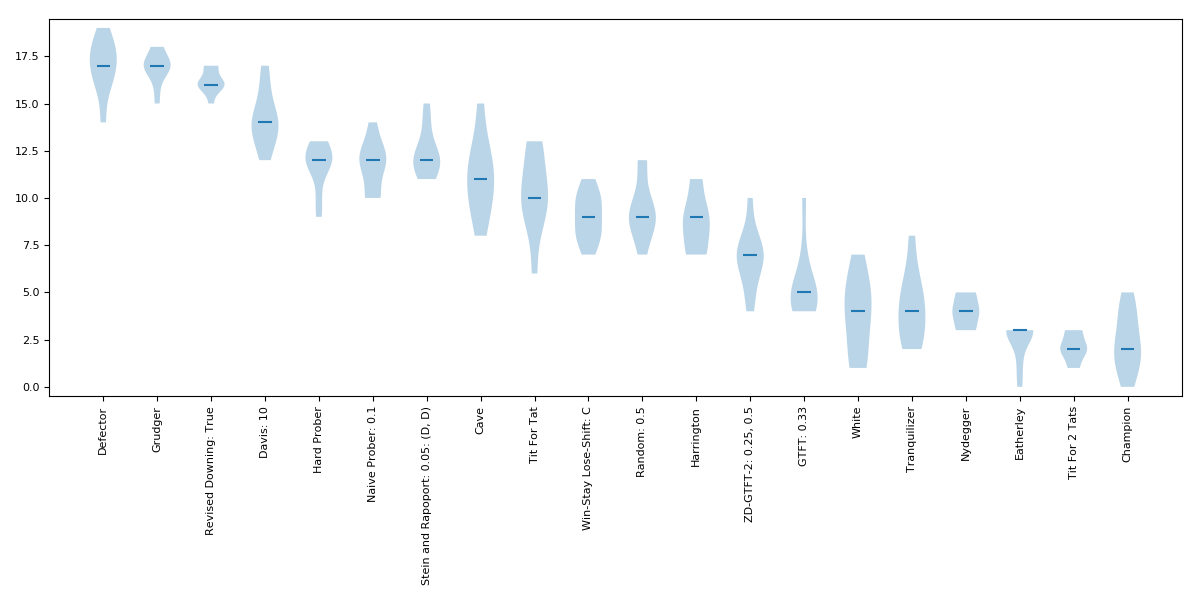 17.5
15.0
12.5
10.0
7.5
5.0
2.5
0.0
Defector
Grudger
Revised Downing: True
Davis: 10
Hard Prober
Naive Prober: 0.1
Stein and Rapoport: 0.05: (D, D)
Cave
Tit For Tat
Win-Stay Lose-Shift: C
Random: 0.5
Harrington
ZD-GTFT-2: 0.25, 0.5
GTFT: 0.33
White
Tranquilizer
Nydegger
Eatherley
Tit For 2 Tats
Champion